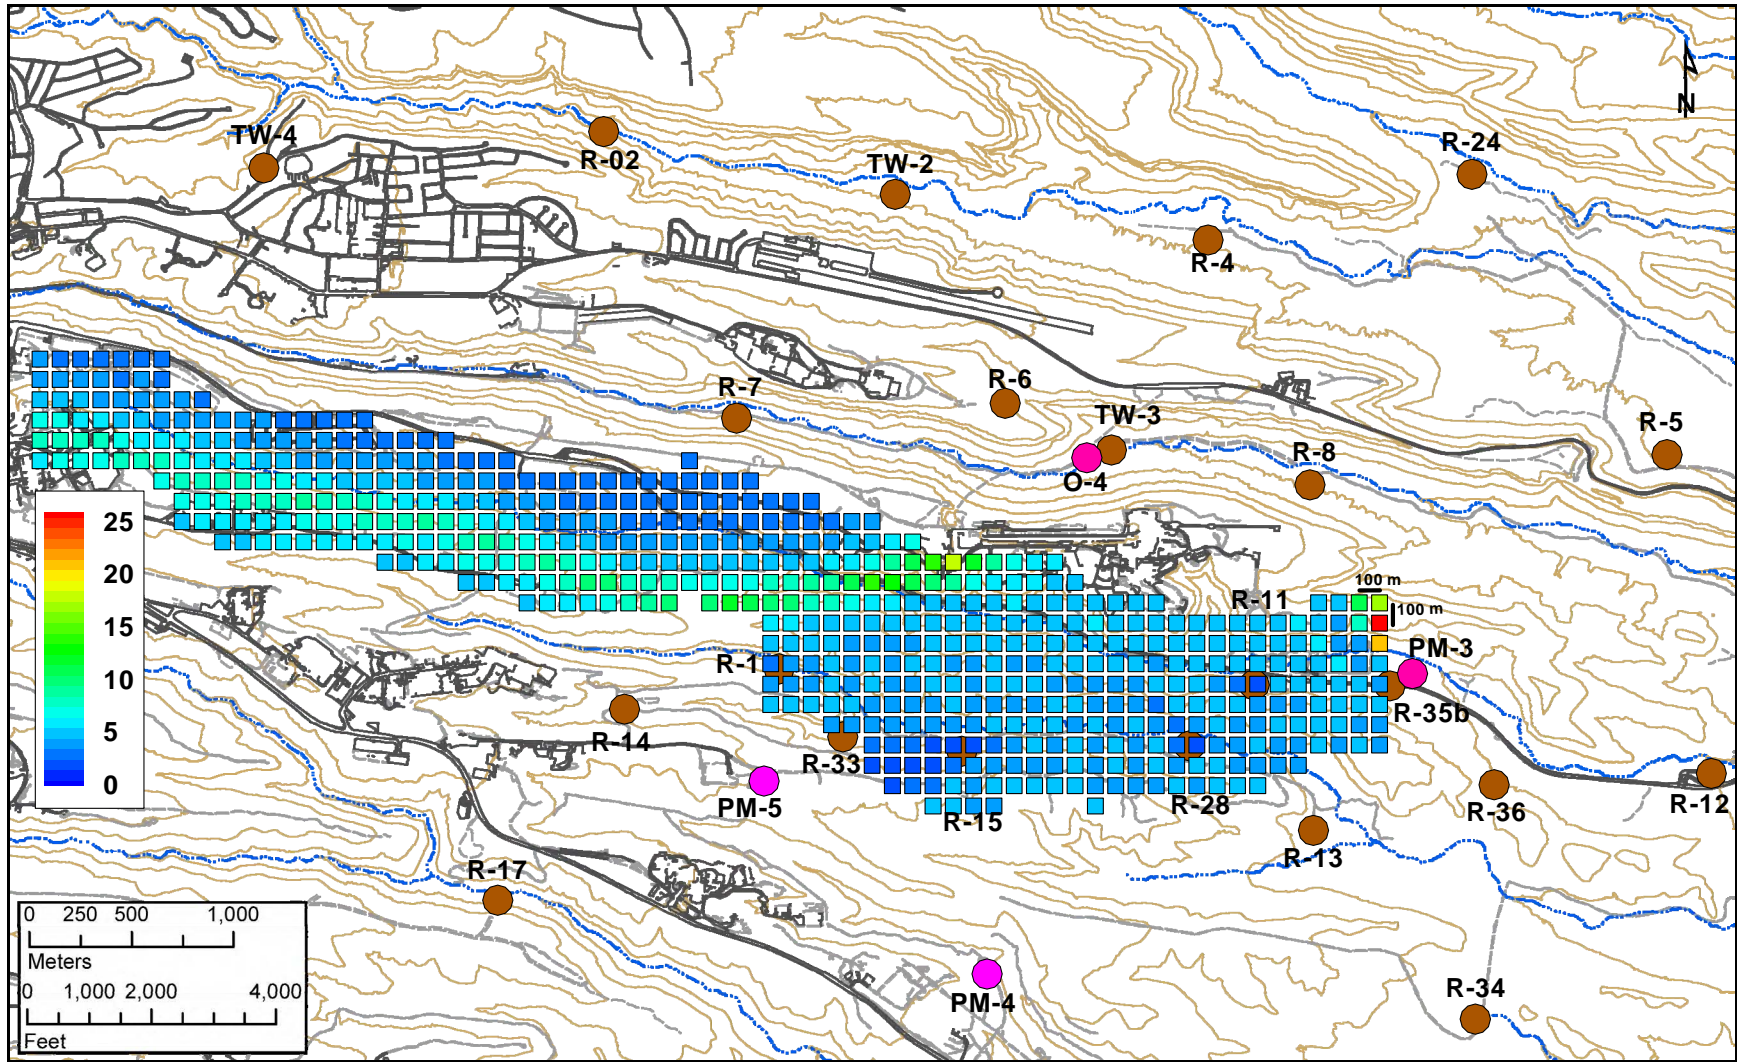 N
TW-4
R-02
TW-2
R-24
R-4
R-7
R-6
TW-3
O-4
R-8
R-5
25
20
15
10
5
0
100 m
100 m
R-11
R-1
PM-3
R-35b
R-14
R-33
PM-5
R-15
R-28
R-36
R-12
R-13
R-17
PM-4
R-34
0 250 500 1,000
Meters
0 1,000 2,000 4,000
Feet